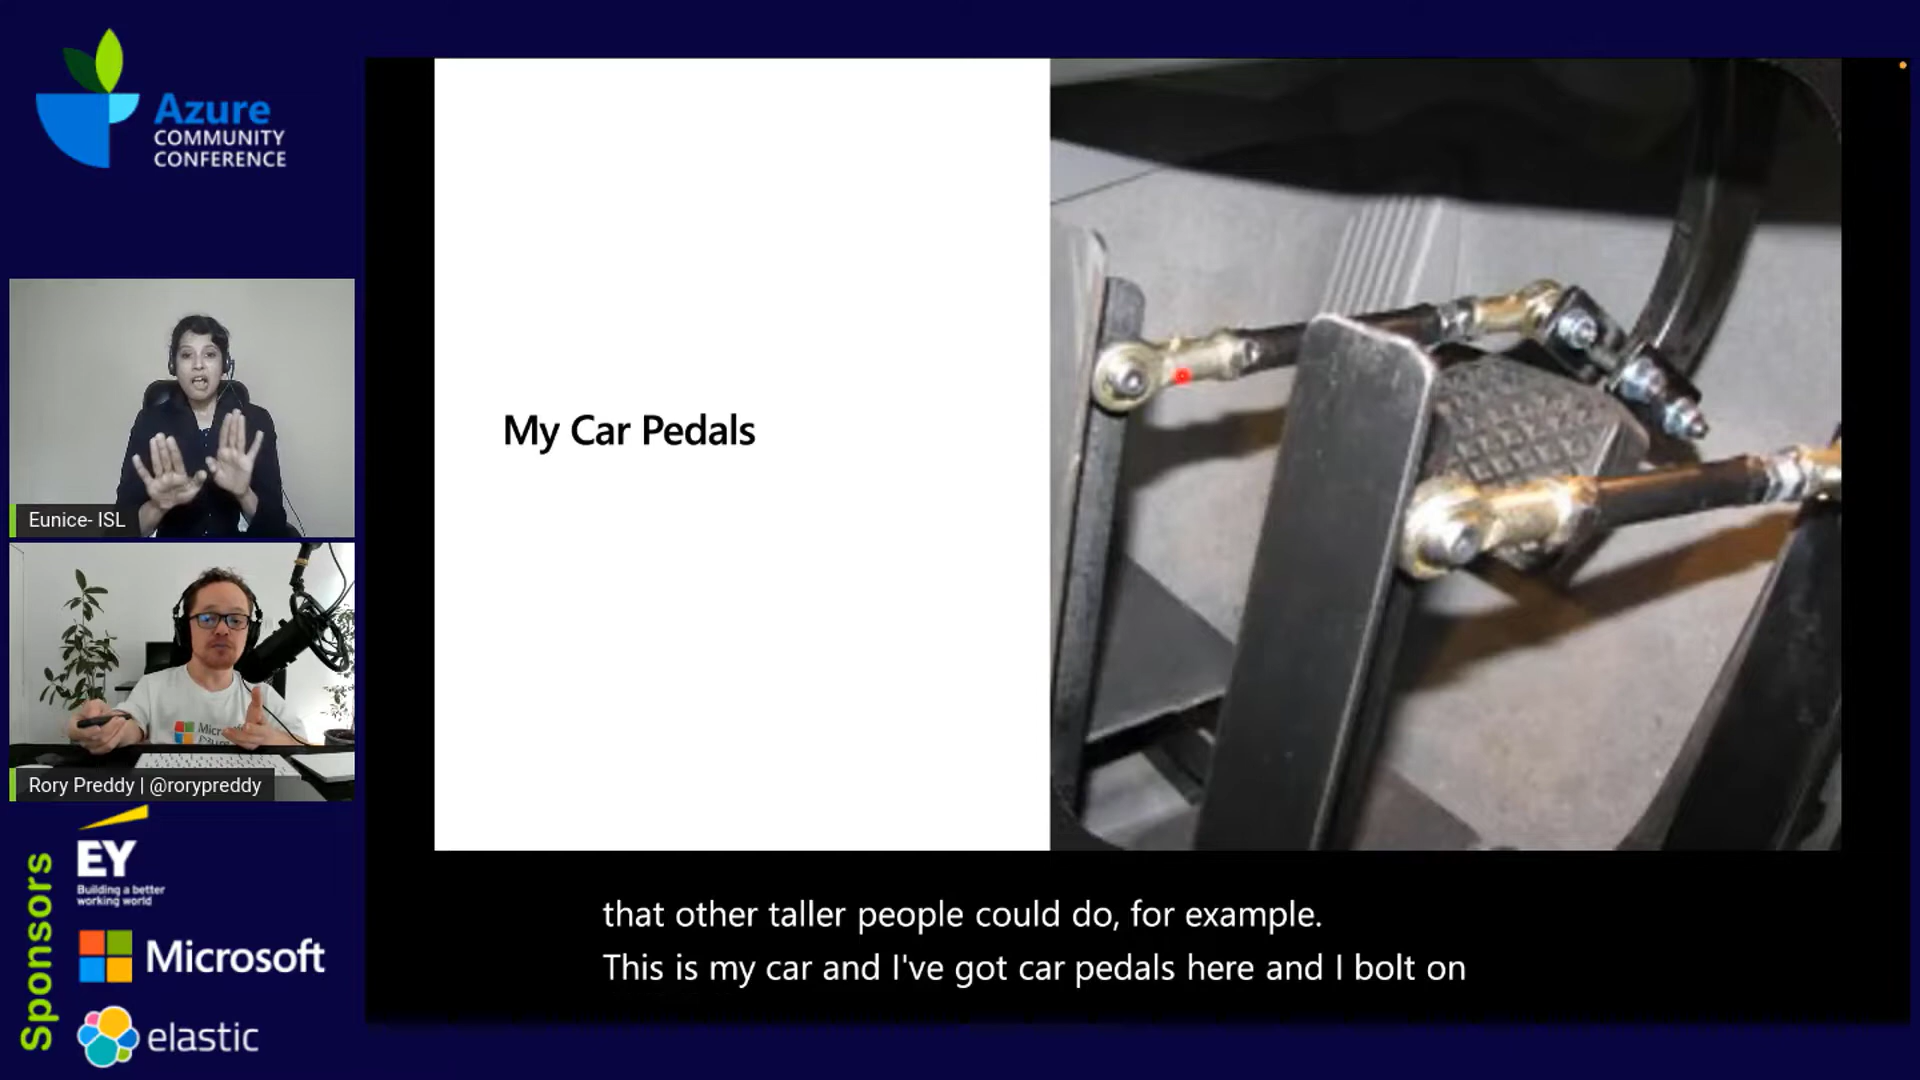 Azure
COMMUNITY
CONFERENCE
Eunice- ISL
Rory Preddy | @rorypreddy
Sponsors
EY
Building a better
working world
Microsoft
elastic
My Car Pedals
that other taller people could do, for example.
This is my car and I've got car pedals here and I bolt on